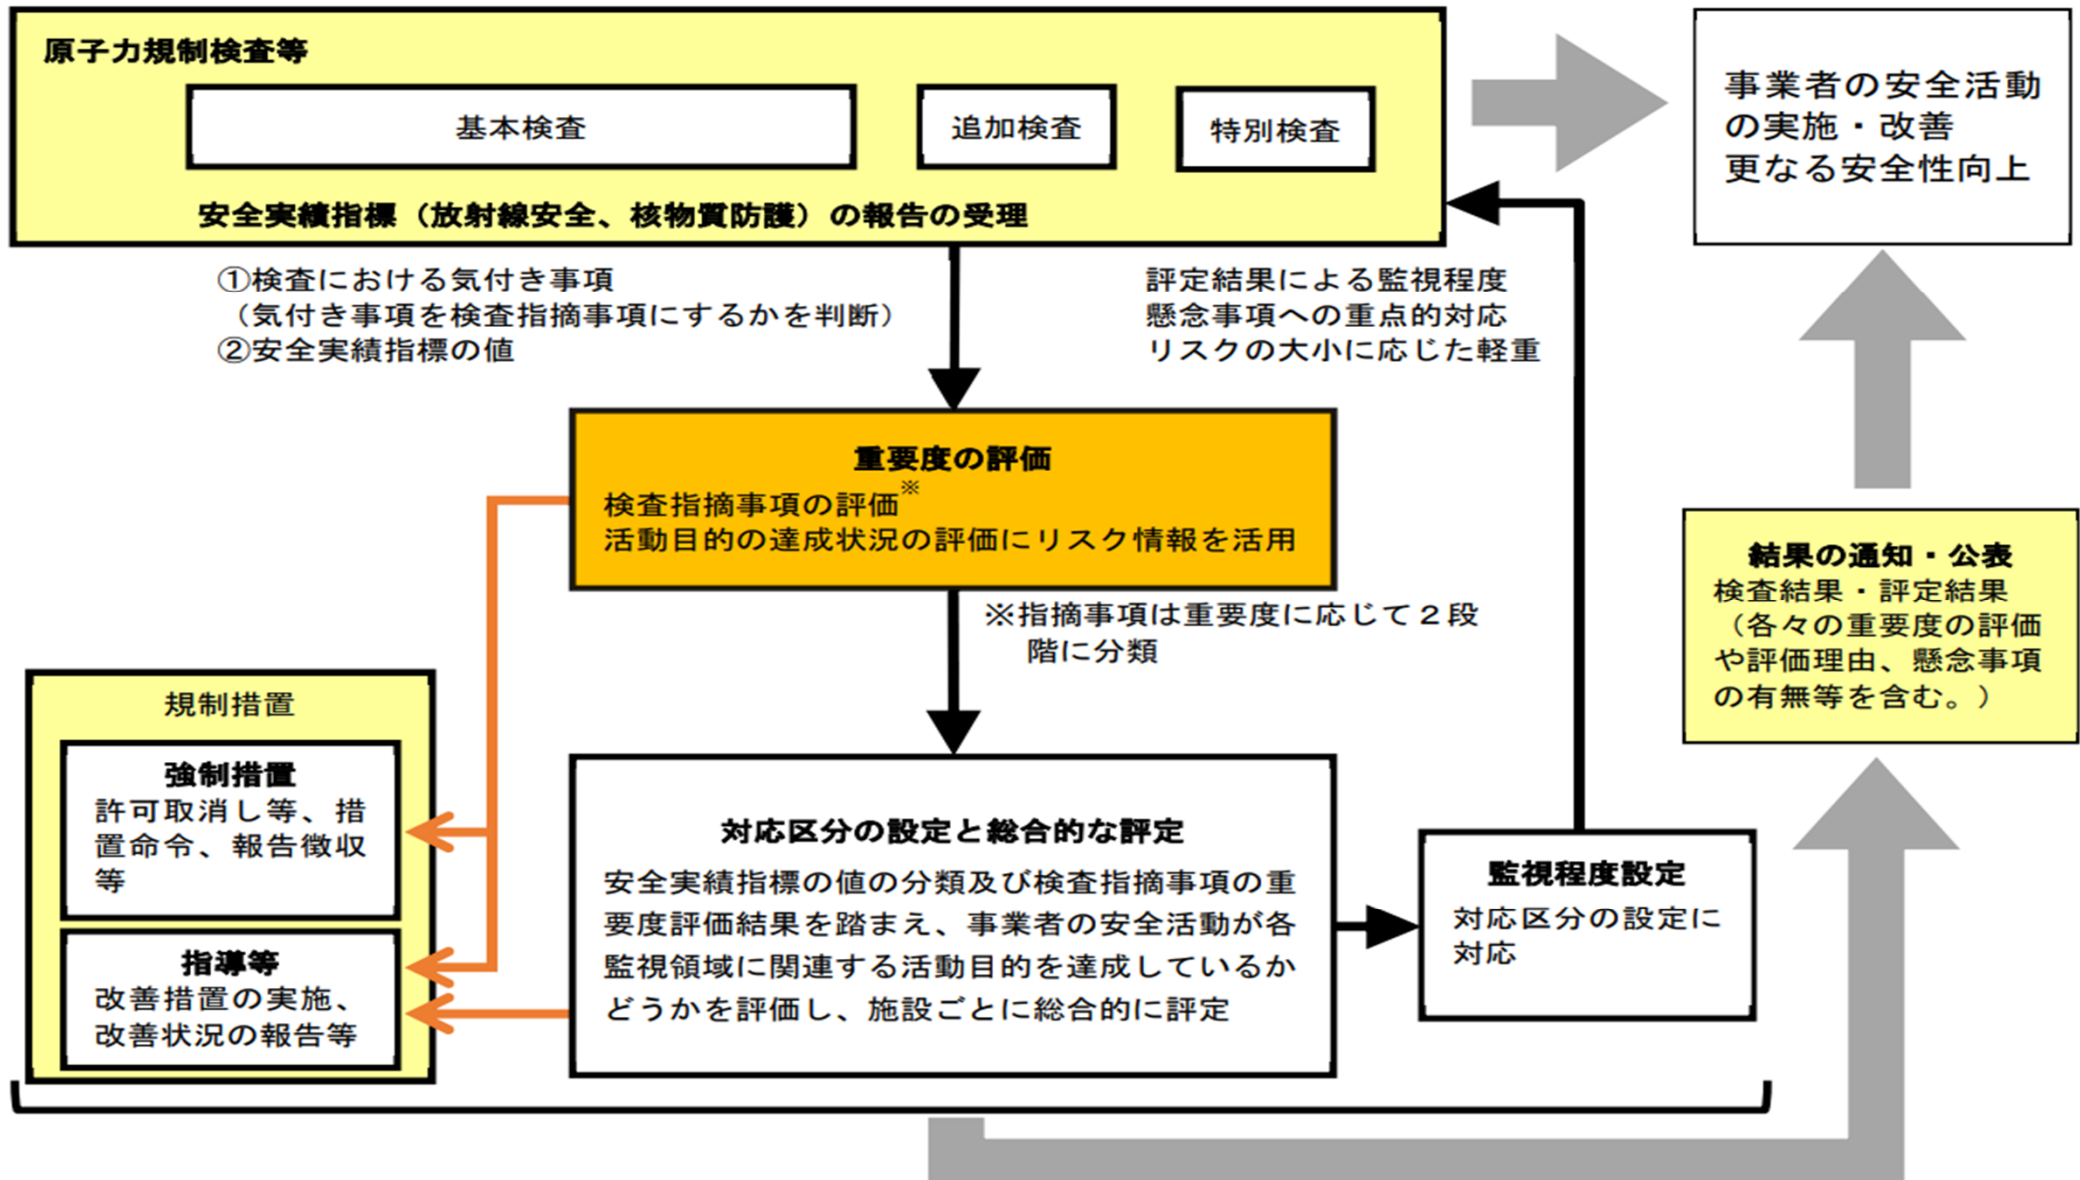 原子力規制検査等
基本検査
追加検査
特別検査
安全実績指標（放射線安全、核物質防護）の報告の受理
事業者の安全活動
の実施・改善
更なる安全性向上
①検査における気付き事項
（気付き事項を検査指摘事項にするかを判断）
②安全実績指標の値
評定結果による監視程度
懸念事項への重点的対応
リスクの大小に応じた軽重
重要度の評価
検査指摘事項の評価※
活動目的の達成状況の評価にリスク情報を活用
※指摘事項は重要度に応じて２段
階に分類
結果の通知・公表
検査結果・評定結果
（各々の重要度の評価
や評価理由、懸念事項
の有無等を含む。）
規制措置
強制措置
許可取消し等、措
置命令、報告徴収
等
指導等
改善措置の実施、
改善状況の報告等
対応区分の設定と総合的な評定
安全実績指標の値の分類及び検査指摘事項の重
要度評価結果を踏まえ、事業者の安全活動が各
監視領域に関連する活動目的を達成しているか
どうかを評価し、施設ごとに総合的に評定
監視程度設定
対応区分の設定に
対応